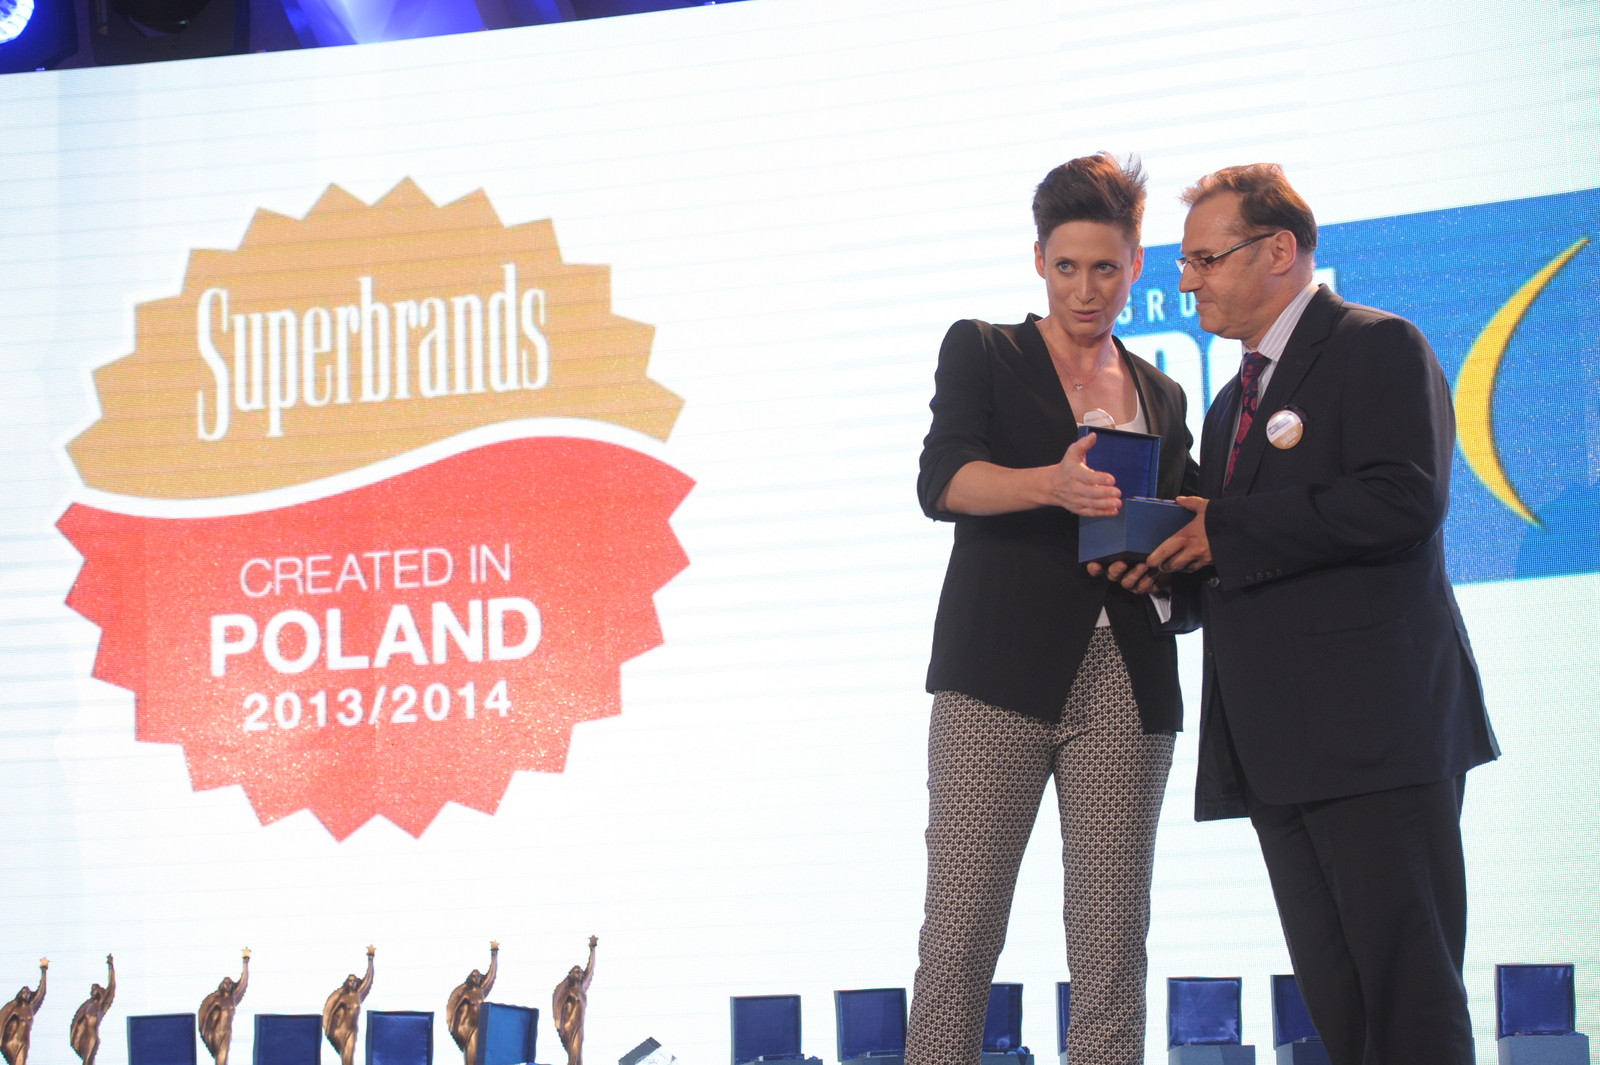 Superbrands
CREATED IN
POLAND
2013/2014